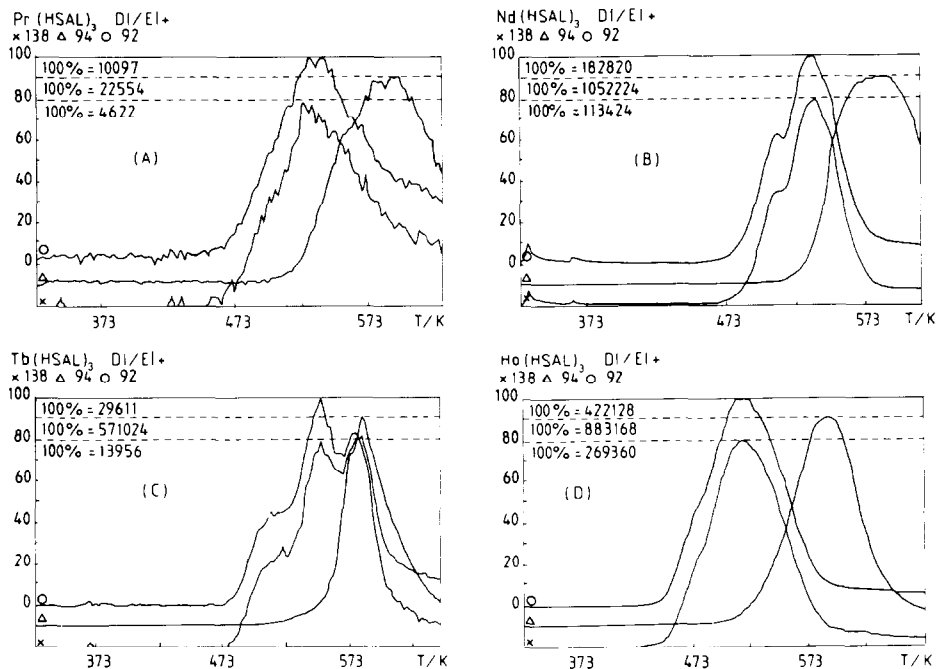 Pr(HSAL)₃ DI/EI+
× 138 △ 94 ○ 92
100
100% = 10097
100% = 22554
80
100% = 4622
60
(A)
40
20
0
373
473
573
T/K
Nd(HSAL)₃ DI/EI+
× 138 △ 94 ○ 92
100
100% = 182820
100% = 1052224
80
100% = 113424
60
(B)
40
20
0
373
473
573
T/K
Tb(HSAL)₃ DI/EI+
× 138 △ 94 ○ 92
100
100% = 29611
100% = 571024
80
100% = 13956
60
(C)
40
20
0
373
473
573
T/K
Ho(HSAL)₃ DI/EI+
× 138 △ 94 ○ 92
100
100% = 422128
100% = 883168
80
100% = 269360
60
(D)
40
20
0
373
473
573
T/K